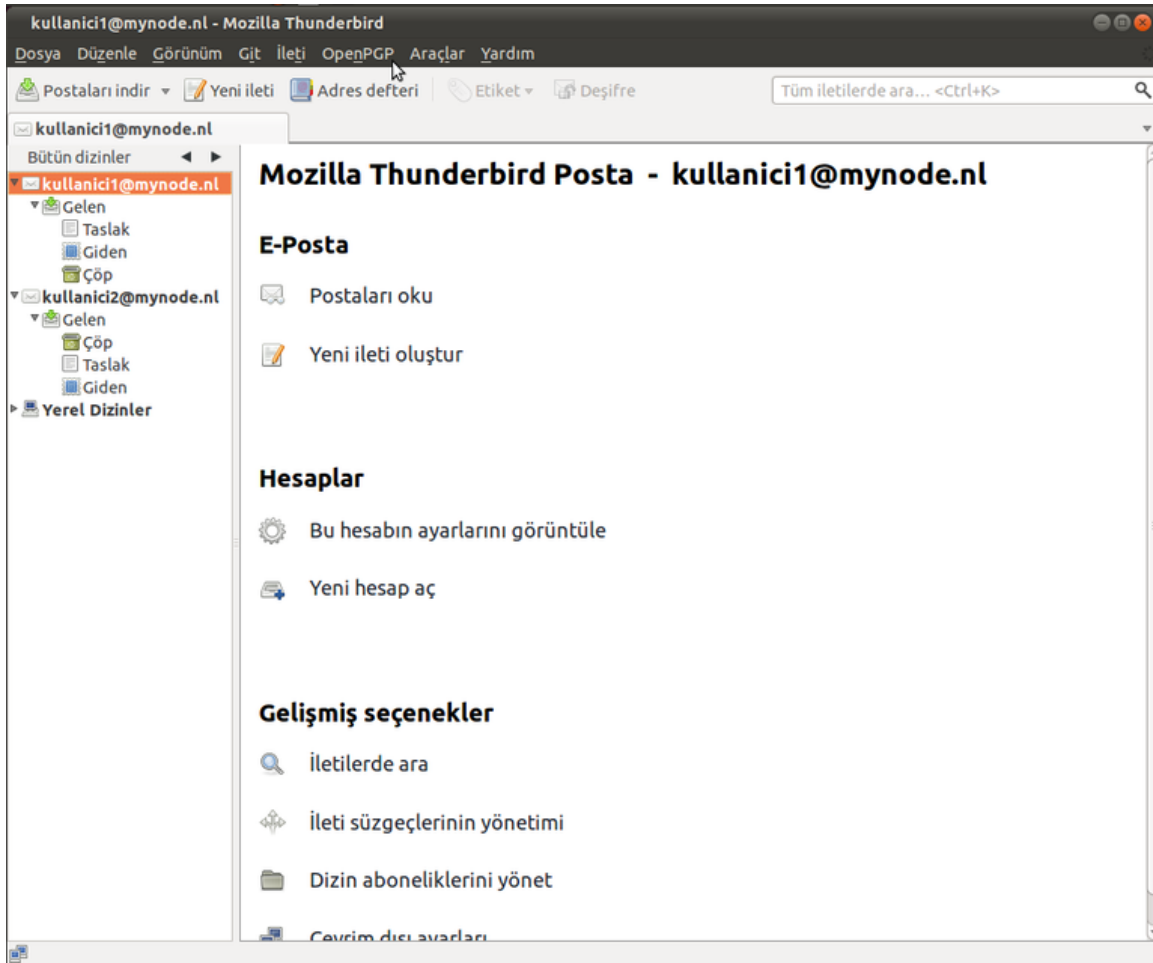 kullanici1@mynode.nl - Mozilla Thunderbird
Dosya Düzenle Görünüm Git İleti OpenPGP Araçlar Yardım
Postaları indir Yeni ileti Adres defteri Etiket Deşifre Tüm iletilerde ara... <Ctrl+K>
kullanici1@mynode.nl
Bütün dizinler
kullanici1@mynode.nl
Gelen
Taslak
Giden
Çöp
kullanici2@mynode.nl
Gelen
Çöp
Taslak
Giden
Yerel Dizinler
Mozilla Thunderbird Posta - kullanici1@mynode.nl
E-Posta
Postaları oku
Yeni ileti oluştur
Hesaplar
Bu hesabın ayarlarını görüntüle
Yeni hesap aç
Gelişmiş seçenekler
İletilerde ara
İleti süzgeçlerinin yönetimi
Dizin aboneliklerini yönet
Çevrim dışı ayarları